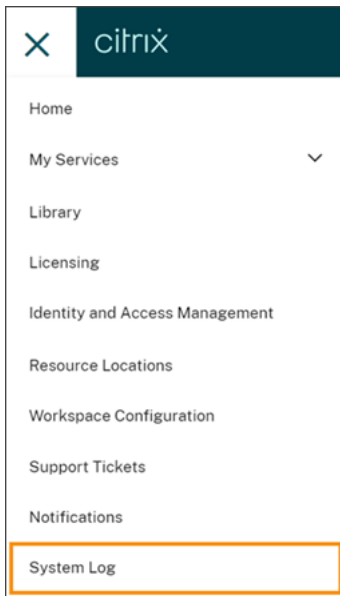 citrix
Home
My Services
Library
Licensing
Identity and Access Management
Resource Locations
Workspace Configuration
Support Tickets
Notifications
System Log